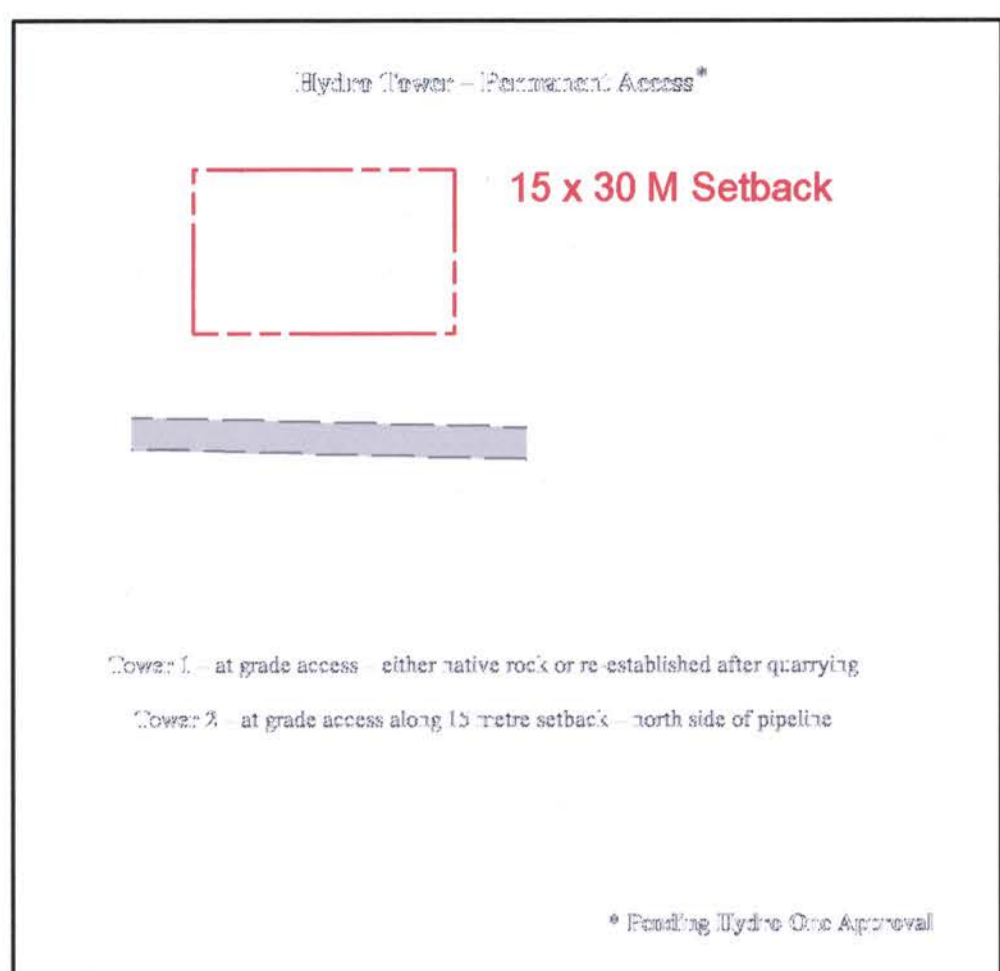 Hydro Tower – Permanent Access*
15 x 30 M Setback
Tower 1 – at grade access – either native rock or re-established after quarrying
Tower 2 – at grade access along 15 metre setback – north side of pipeline
* Pending Hydro One Approval